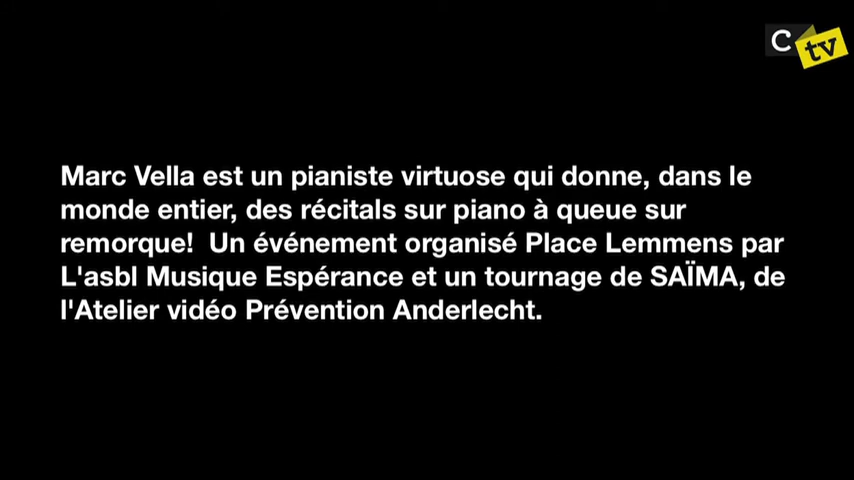 C tv
Marc Vella est un pianiste virtuose qui donne, dans le
monde entier, des récitals sur piano à queue sur
remorque!  Un événement organisé Place Lemmens par
L'asbl Musique Espérance et un tournage de SAÏMA, de
l'Atelier vidéo Prévention Anderlecht.